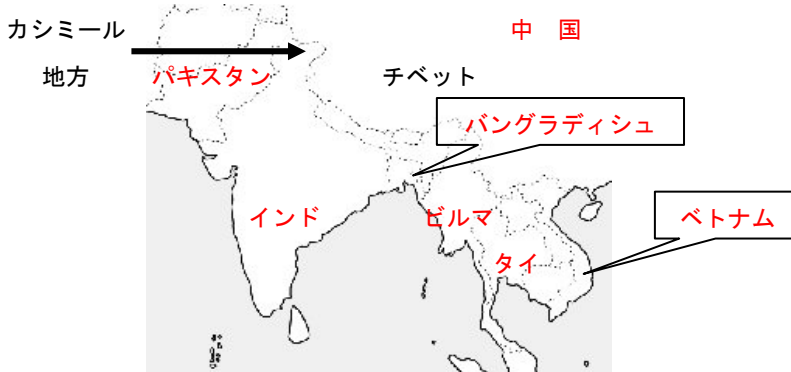 カシミール
地方
中　国
パキスタン
チベット
バングラディシュ
インド
ビルマ
ベトナム
タイ